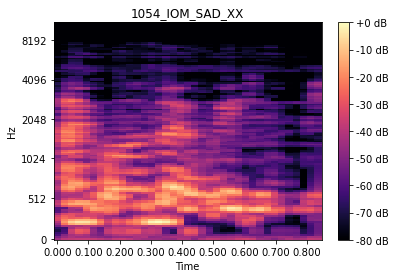 1054_IOM_SAD_XX
Hz
8192
4096
2048
1024
512
0
0.000 0.100 0.200 0.300 0.400 0.500 0.600 0.700 0.800
Time
+0 dB
-10 dB
-20 dB
-30 dB
-40 dB
-50 dB
-60 dB
-70 dB
-80 dB